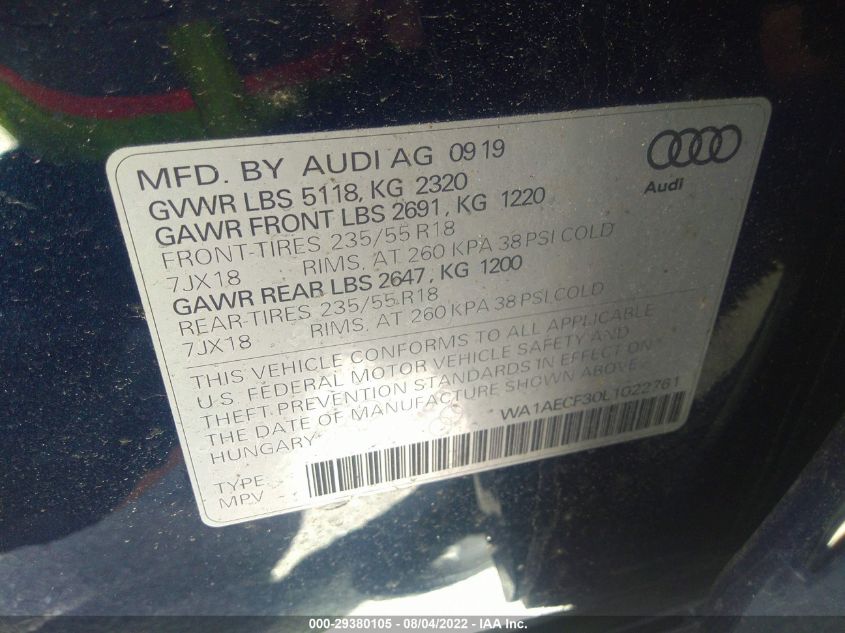 MFD. BY AUDI AG 09 19
Audi
GVWR LBS 5118, KG 2320
GAWR FRONT LBS 2691, KG 1220
FRONT-TIRES 235/55 R18
7JX18 RIMS, AT 260 KPA 38 PSI COLD
GAWR REAR LBS 2647, KG 1200
REAR-TIRES 235/55 R18
7JX18 RIMS, AT 260 KPA 38 PSI COLD
THIS VEHICLE CONFORMS TO ALL APPLICABLE
U.S. FEDERAL MOTOR VEHICLE SAFETY AND
THEFT PREVENTION STANDARDS IN EFFECT ON
THE DATE OF MANUFACTURE SHOWN ABOVE.
HUNGARY
WA1AECF30L1022761
TYPE:
MPV
000-29380105 - 08/04/2022 - IAA Inc.